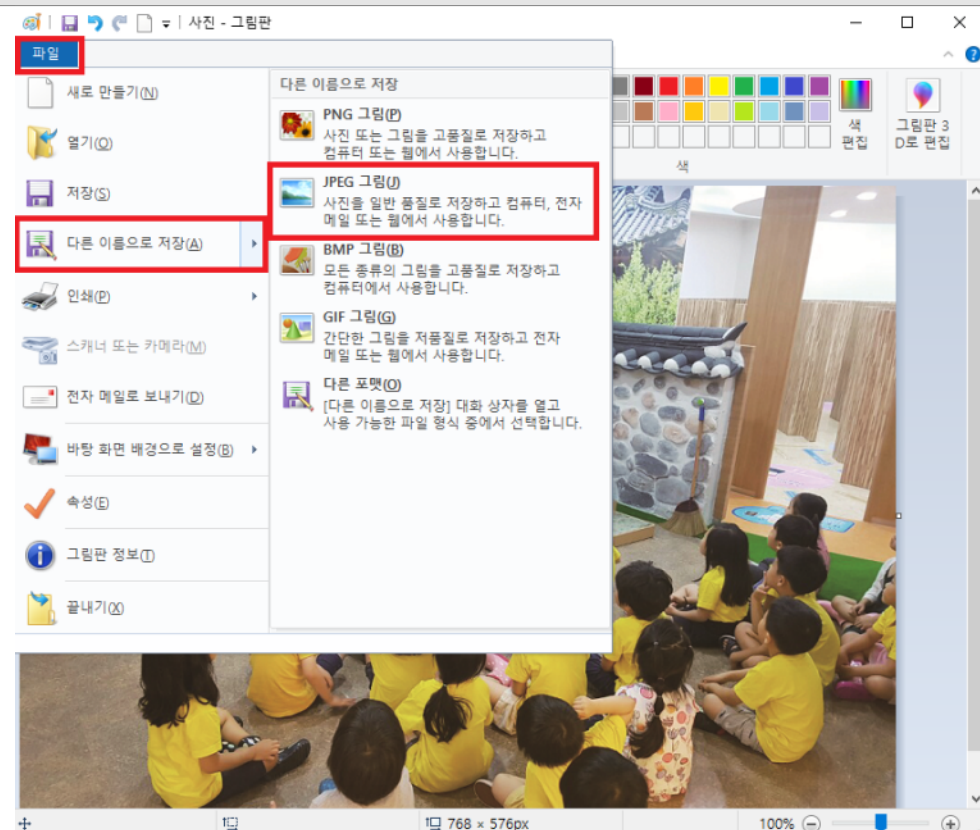 사진 - 그림판
파일
새로 만들기(N)
열기(O)
저장(S)
다른 이름으로 저장(A)
인쇄(P)
스캐너 또는 카메라(M)
전자 메일로 보내기(D)
바탕 화면 배경으로 설정(B)
속성(E)
그림판 정보(T)
끝내기(X)
다른 이름으로 저장
PNG 그림(P)
사진 또는 그림을 고품질로 저장하고
컴퓨터 또는 웹에서 사용합니다.
JPEG 그림(J)
사진을 일반 품질로 저장하고 컴퓨터, 전자
메일 또는 웹에서 사용합니다.
BMP 그림(B)
모든 종류의 그림을 고품질로 저장하고
컴퓨터에서 사용합니다.
GIF 그림(G)
간단한 그림을 저품질로 저장하고 전자
메일 또는 웹에서 사용합니다.
다른 포맷(O)
[다른 이름으로 저장] 대화 상자를 열고
사용 가능한 파일 형식 중에서 선택합니다.
색
편집
그림판 3
D로 편집
색
768 × 576px
100%